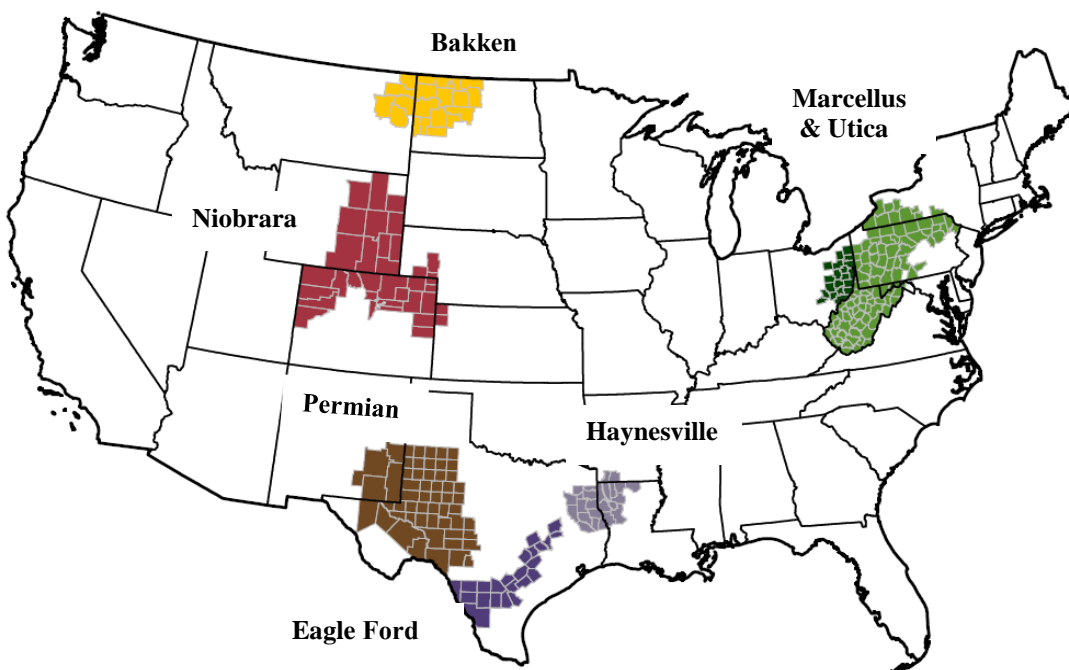 Bakken
Marcellus
& Utica
Niobrara
Permian
Haynesville
Eagle Ford